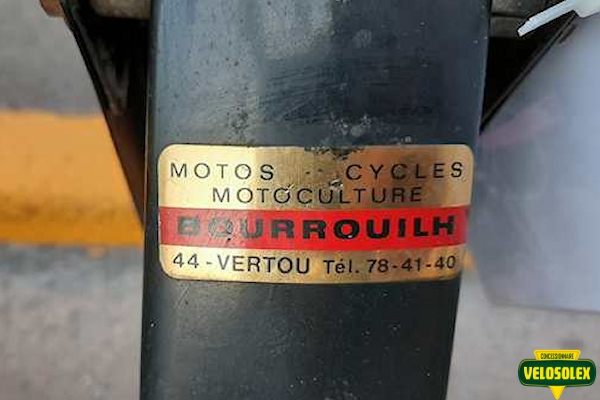 MOTOS - CYCLES
MOTOCULTURE
BOURROUILH
44-VERTOU Tél. 78-41-40
CONCESSIONNAIRE
VELOSOLEX